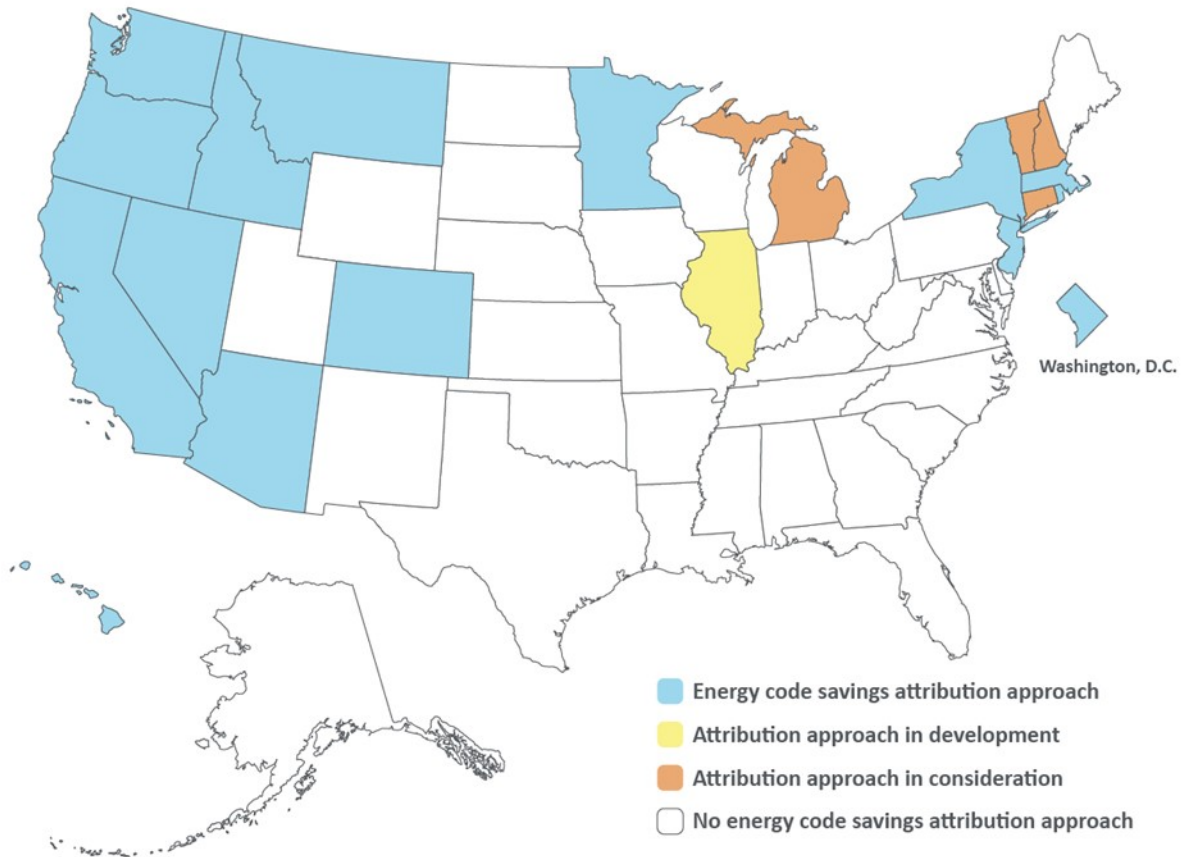 Washington, D.C.
Energy code savings attribution approach
Attribution approach in development
Attribution approach in consideration
No energy code savings attribution approach